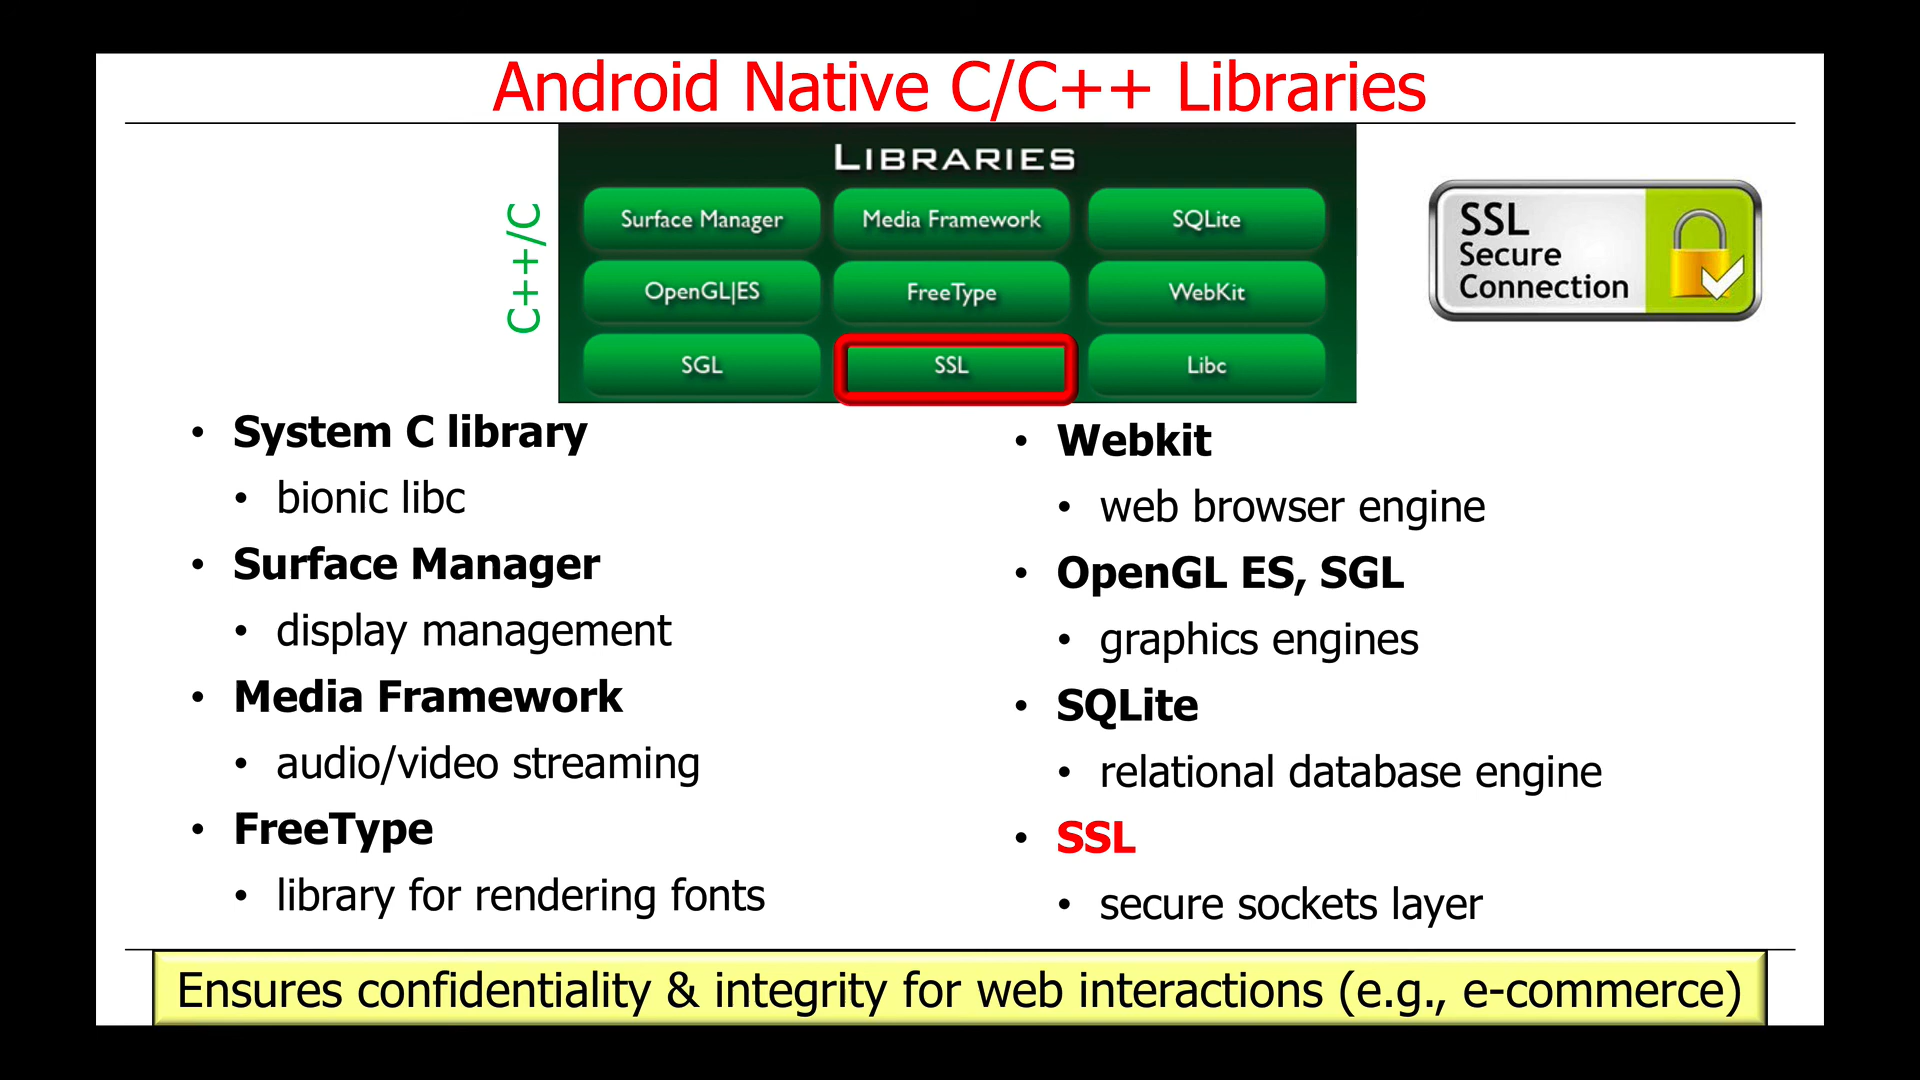 Android Native C/C++ Libraries
C++/C
LIBRARIES
Surface Manager
Media Framework
SQLite
OpenGL|ES
FreeType
WebKit
SGL
SSL
Libc
SSL
Secure
Connection
• System C library
• bionic libc
• Surface Manager
• display management
• Media Framework
• audio/video streaming
• FreeType
• library for rendering fonts
• Webkit
• web browser engine
• OpenGL ES, SGL
• graphics engines
• SQLite
• relational database engine
• SSL
• secure sockets layer
Ensures confidentiality & integrity for web interactions (e.g., e-commerce)